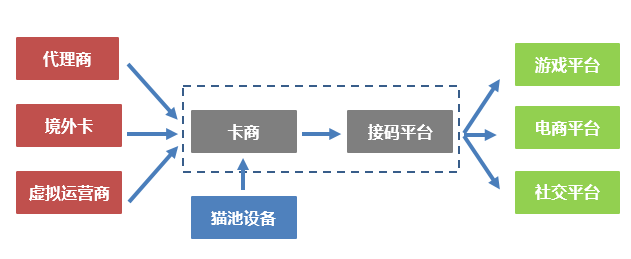 代理商
境外卡
虚拟运营商
卡商
接码平台
猫池设备
游戏平台
电商平台
社交平台